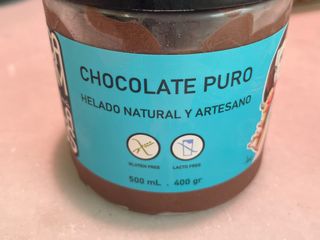 CHOCOLATE PURO
HELADO NATURAL Y ARTESANO
GLUTEN FREE LACTO FREE
500 mL . 400 gr